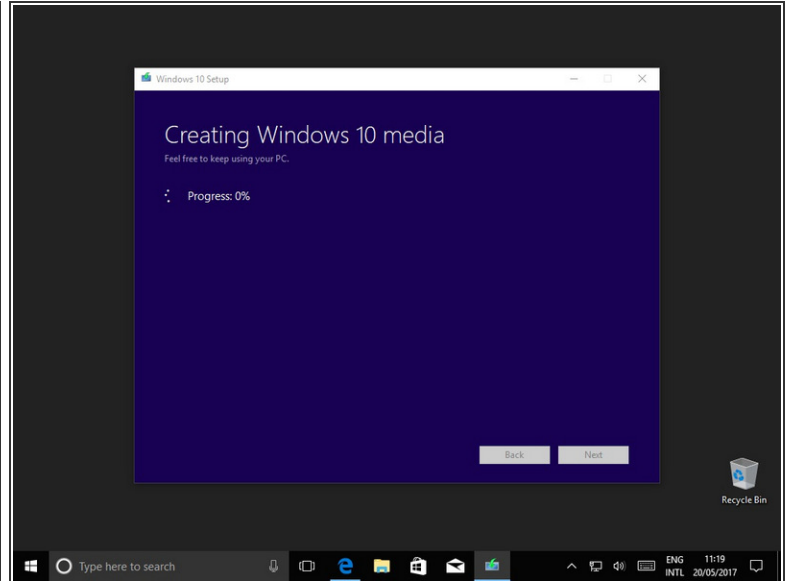 Windows 10 Setup
Creating Windows 10 media
Feel free to keep using your PC.
Progress: 0%
Back
Next
Recycle Bin
Type here to search
ENG
INTL
11:19
20/05/2017